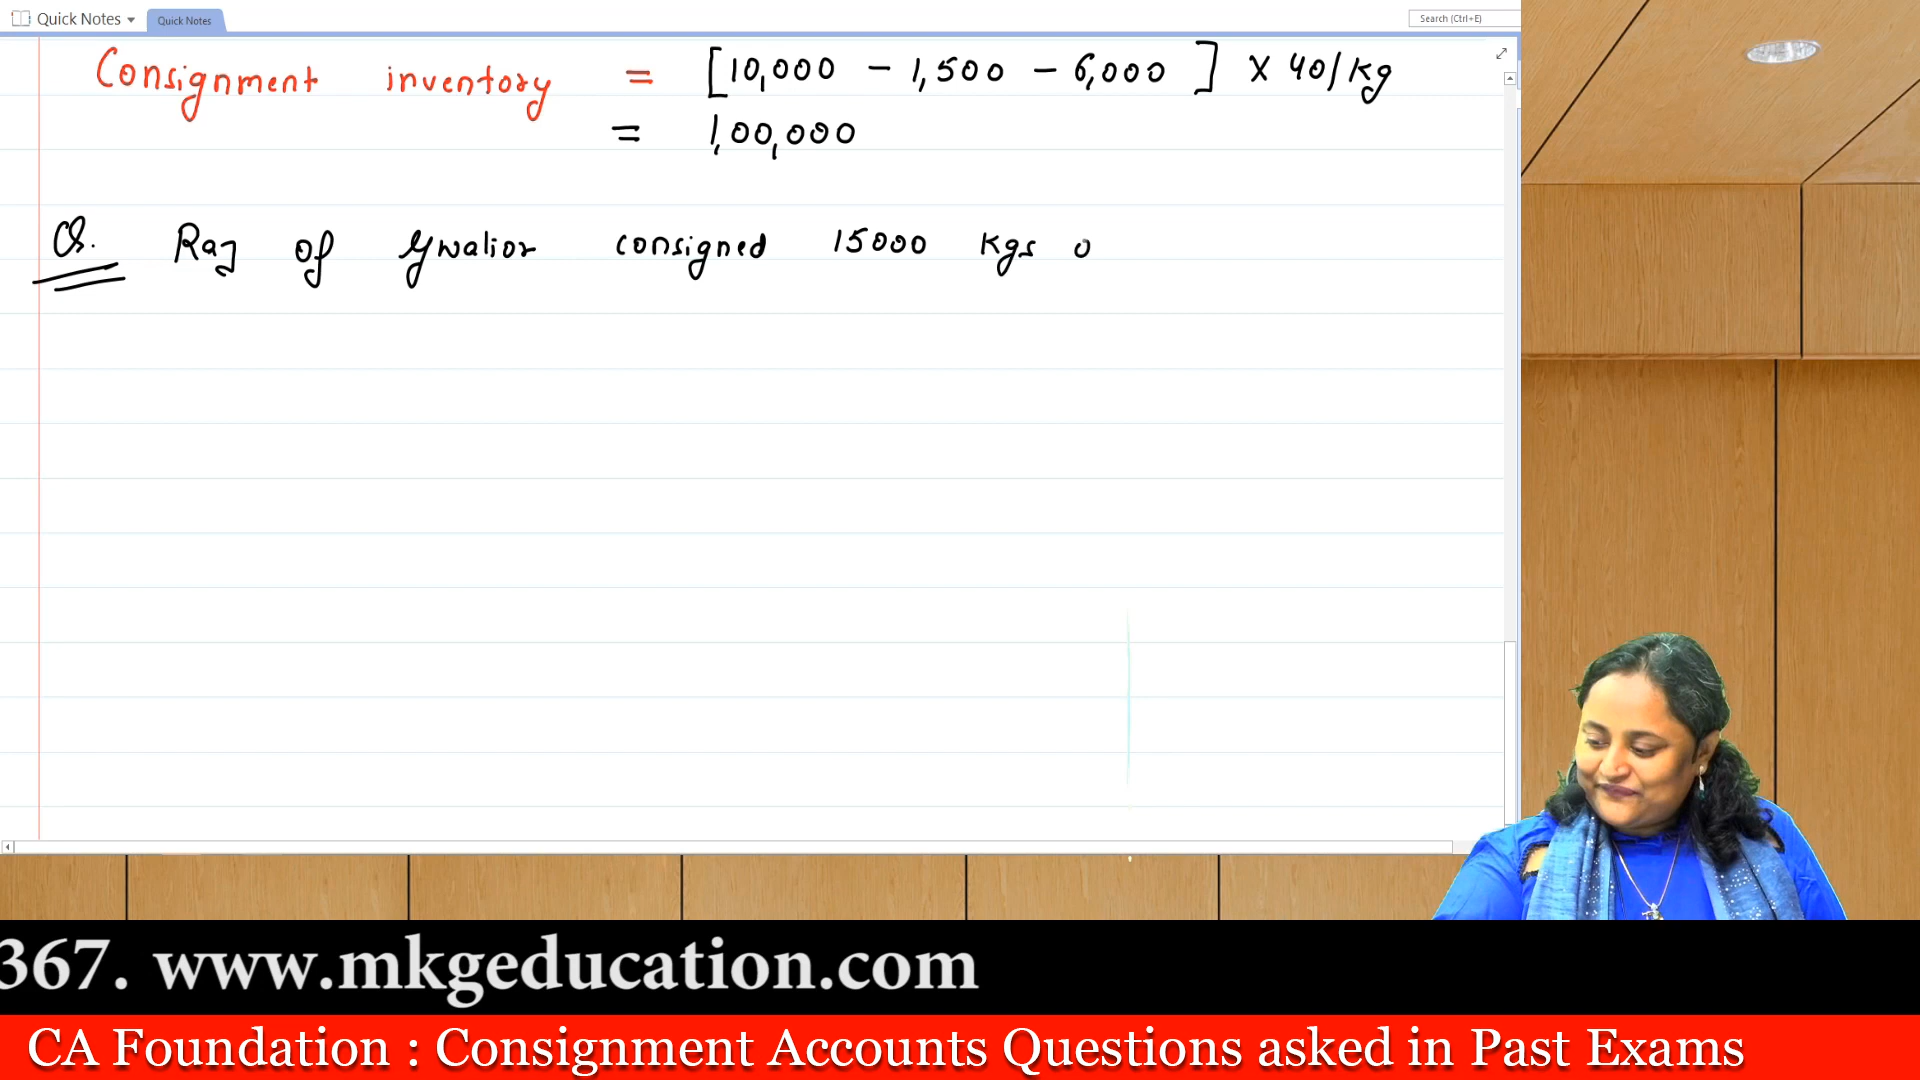 Quick Notes
Quick Notes
Search (Ctrl+E)
Consignment inventory = [10,000 - 1,500 - 6,000] x 40/kg
= 1,00,000
Q. Raj of Gwalior consigned 15000 kgs o
367. www.mkgeducation.com
CA Foundation : Consignment Accounts Questions asked in Past Exams